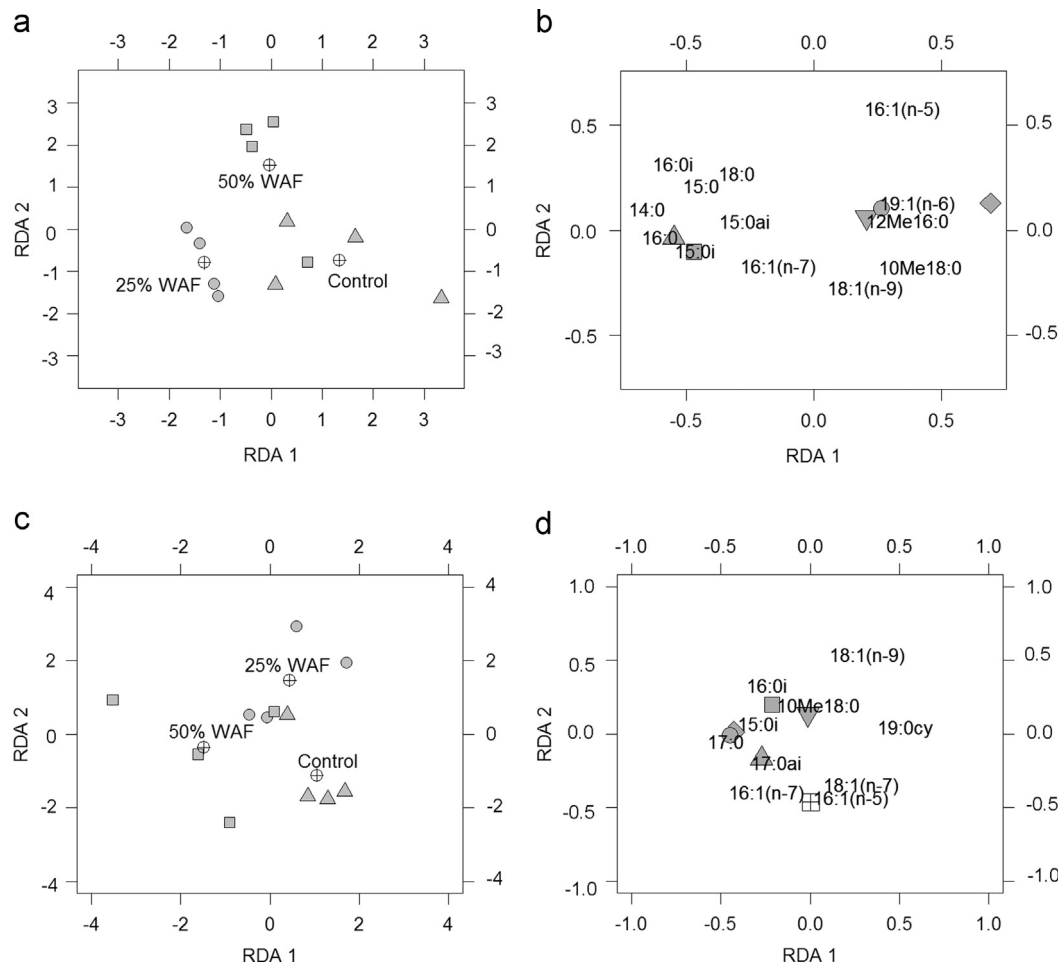 a
-3 -2 -1 0 1 2 3
3 3
2 2
1 1
0 0
-1 -1
-2 -2
-3 -3
RDA 2
50% WAF
25% WAF
Control
-3 -2 -1 0 1 2 3
RDA 1
b
-0.5 0.0 0.5
0.5 0.5
0.0 0.0
-0.5 -0.5
RDA 2
16:1(n-5)
16:0i
18:0
15:0
14:0
19:1(n-6)
15:0ai
12Me16:0
16:0
15:0i
16:1(n-7)
10Me18:0
18:1(n-9)
-0.5 0.0 0.5
RDA 1
c
-4 -2 0 2 4
4 4
2 2
0 0
-2 -2
-4 -4
RDA 2
25% WAF
50% WAF
Control
-4 -2 0 2 4
RDA 1
d
-1.0 -0.5 0.0 0.5 1.0
1.0 1.0
0.5 0.5
0.0 0.0
-0.5 -0.5
-1.0 -1.0
RDA 2
18:1(n-9)
16:0i
10Me18:0
15:0i
19:0cy
17:0
17:0ai
18:1(n-7)
16:1(n-7)
16:1(n-5)
-1.0 -0.5 0.0 0.5 1.0
RDA 1